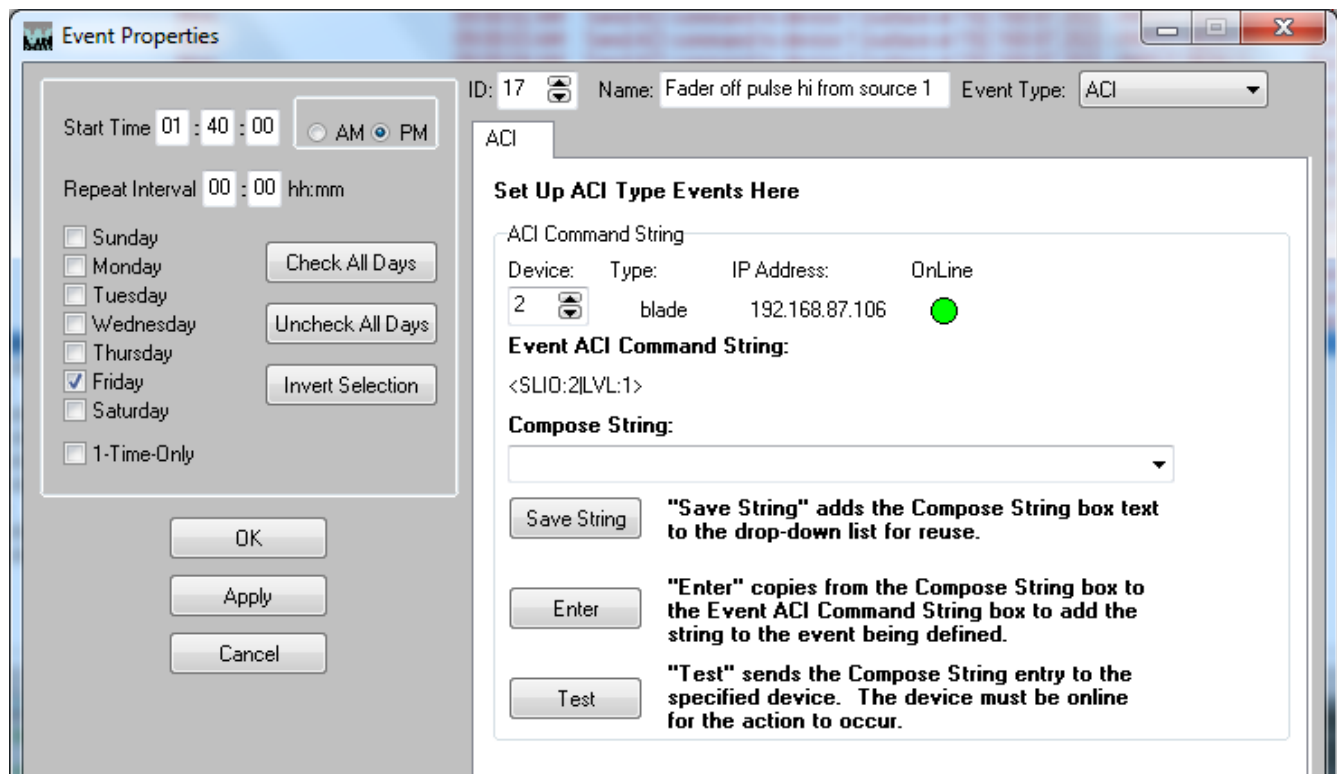 Event Properties
ID: 17 Name: Fader off pulse hi from source 1 Event Type: ACI
Start Time 01 : 40 : 00 AM PM
Repeat Interval 00 : 00 hh:mm
Sunday
Monday
Tuesday
Wednesday
Thursday
Friday
Saturday
1-Time-Only
Check All Days
Uncheck All Days
Invert Selection
OK
Apply
Cancel
ACI
Set Up ACI Type Events Here
ACI Command String
Device: Type: IP Address: OnLine
2 blade 192.168.87.106
Event ACI Command String:
<SLIO:2|LVL:1>
Compose String:
Save String
"Save String" adds the Compose String box text
to the drop-down list for reuse.
Enter
"Enter" copies from the Compose String box to
the Event ACI Command String box to add the
string to the event being defined.
Test
"Test" sends the Compose String entry to the
specified device. The device must be online
for the action to occur.